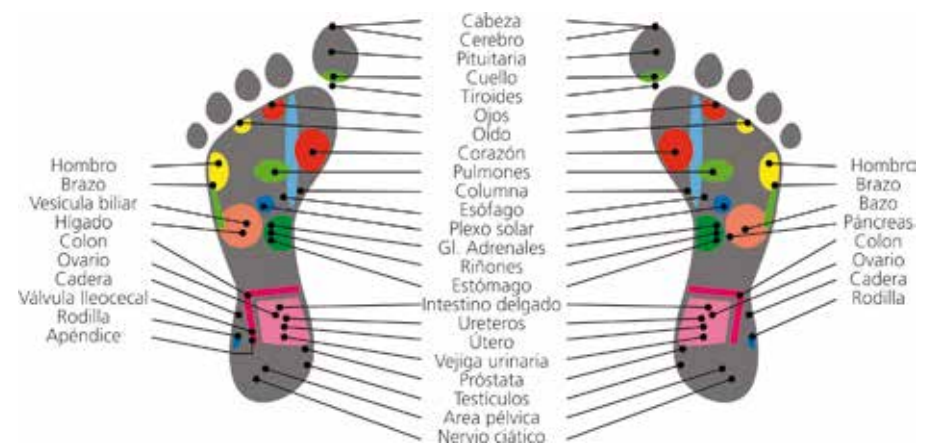 Cabeza
Cerebro
Pituitaria
Cuello
Tiroides
Ojos
Oído
Corazón
Pulmones
Columna
Esófago
Plexo solar
Gl. Adrenales
Riñones
Estómago
Intestino delgado
Ureteros
Útero
Vejiga urinaria
Próstata
Testículos
Area pélvica
Nervio ciático
Hombro
Brazo
Vesicula biliar
Hígado
Colon
Ovario
Cadera
Válvula Ileocecal
Rodilla
Apéndice
Hombro
Brazo
Bazo
Páncreas
Colon
Ovario
Cadera
Rodilla